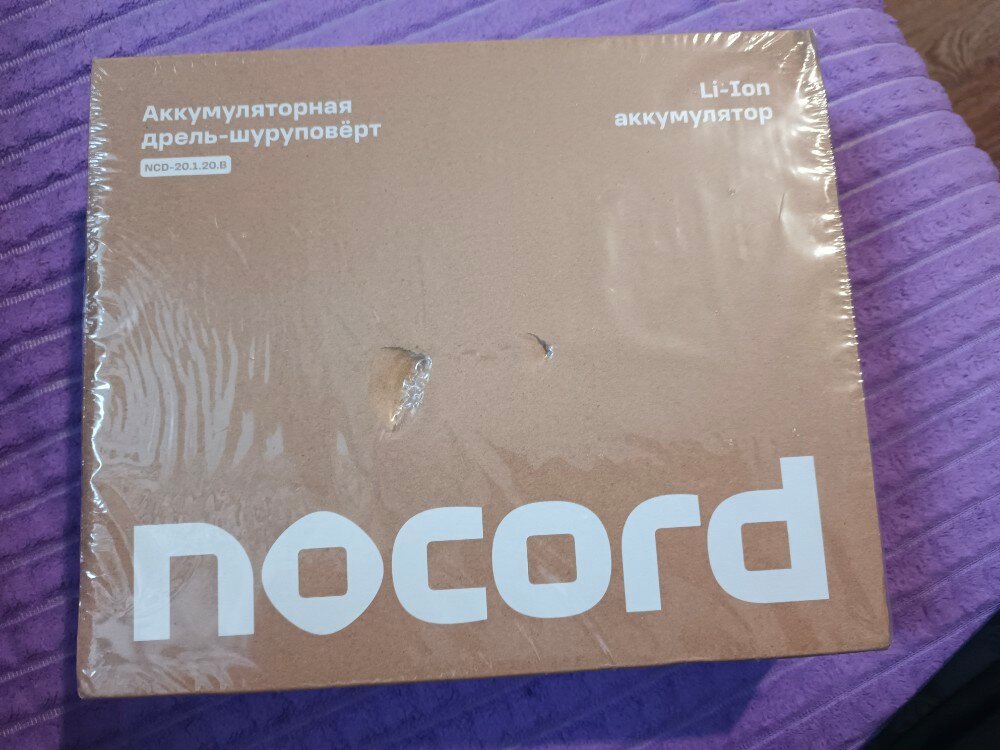 Аккумуляторная
дрель-шуруповёрт
NCD-20.1.20.B
Li-Ion
аккумулятор
nocord